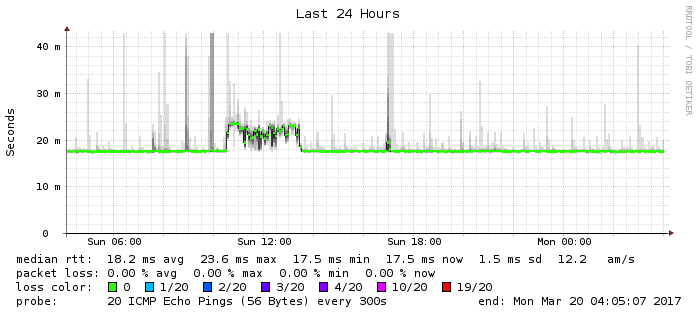 Last 24 Hours
RRDTOOL / TOBI OETIKER
Seconds
40 m
30 m
20 m
10 m
0
Sun 06:00 Sun 12:00 Sun 18:00 Mon 00:00
median rtt: 18.2 ms avg 23.6 ms max 17.5 ms min 17.5 ms now 1.5 ms sd 12.2 am/s
packet loss: 0.00 % avg 0.00 % max 0.00 % min 0.00 % now
loss color: 0 1/20 2/20 3/20 4/20 10/20 19/20
probe: 20 ICMP Echo Pings (56 Bytes) every 300s end: Mon Mar 20 04:05:07 2017